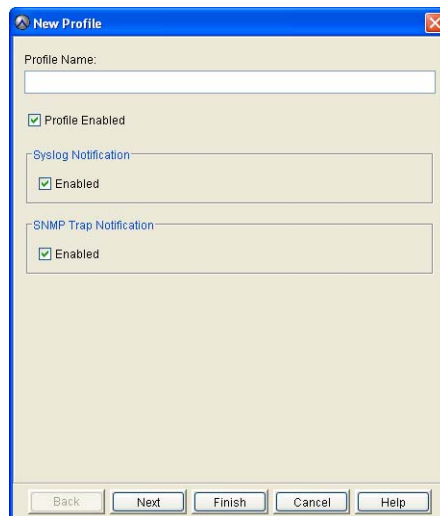 New Profile
Profile Name:
Profile Enabled
Syslog Notification
Enabled
SNMP Trap Notification
Enabled
Back Next Finish Cancel Help